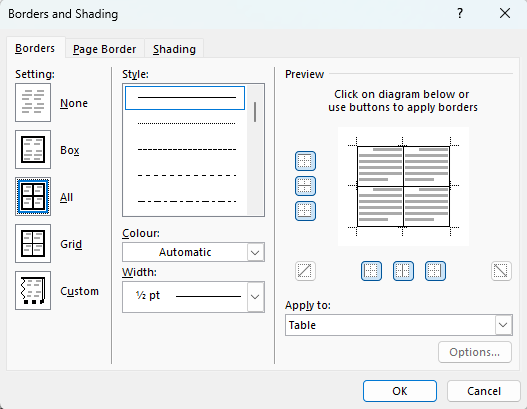 Borders and Shading
?
Borders
Page Border
Shading
Setting:
None
Box
All
Grid
Custom
Style:
Colour:
Automatic
Width:
½ pt
Preview
Click on diagram below or
use buttons to apply borders
Apply to:
Table
Options...
OK
Cancel